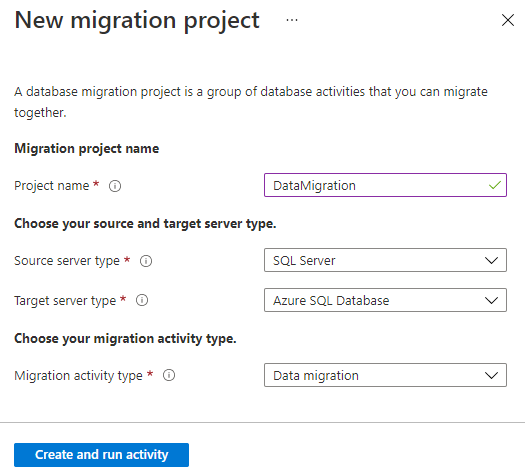 New migration project ...
A database migration project is a group of database activities that you can migrate
together.
Migration project name
Project name * DataMigration
Choose your source and target server type.
Source server type * SQL Server
Target server type * Azure SQL Database
Choose your migration activity type.
Migration activity type * Data migration
Create and run activity